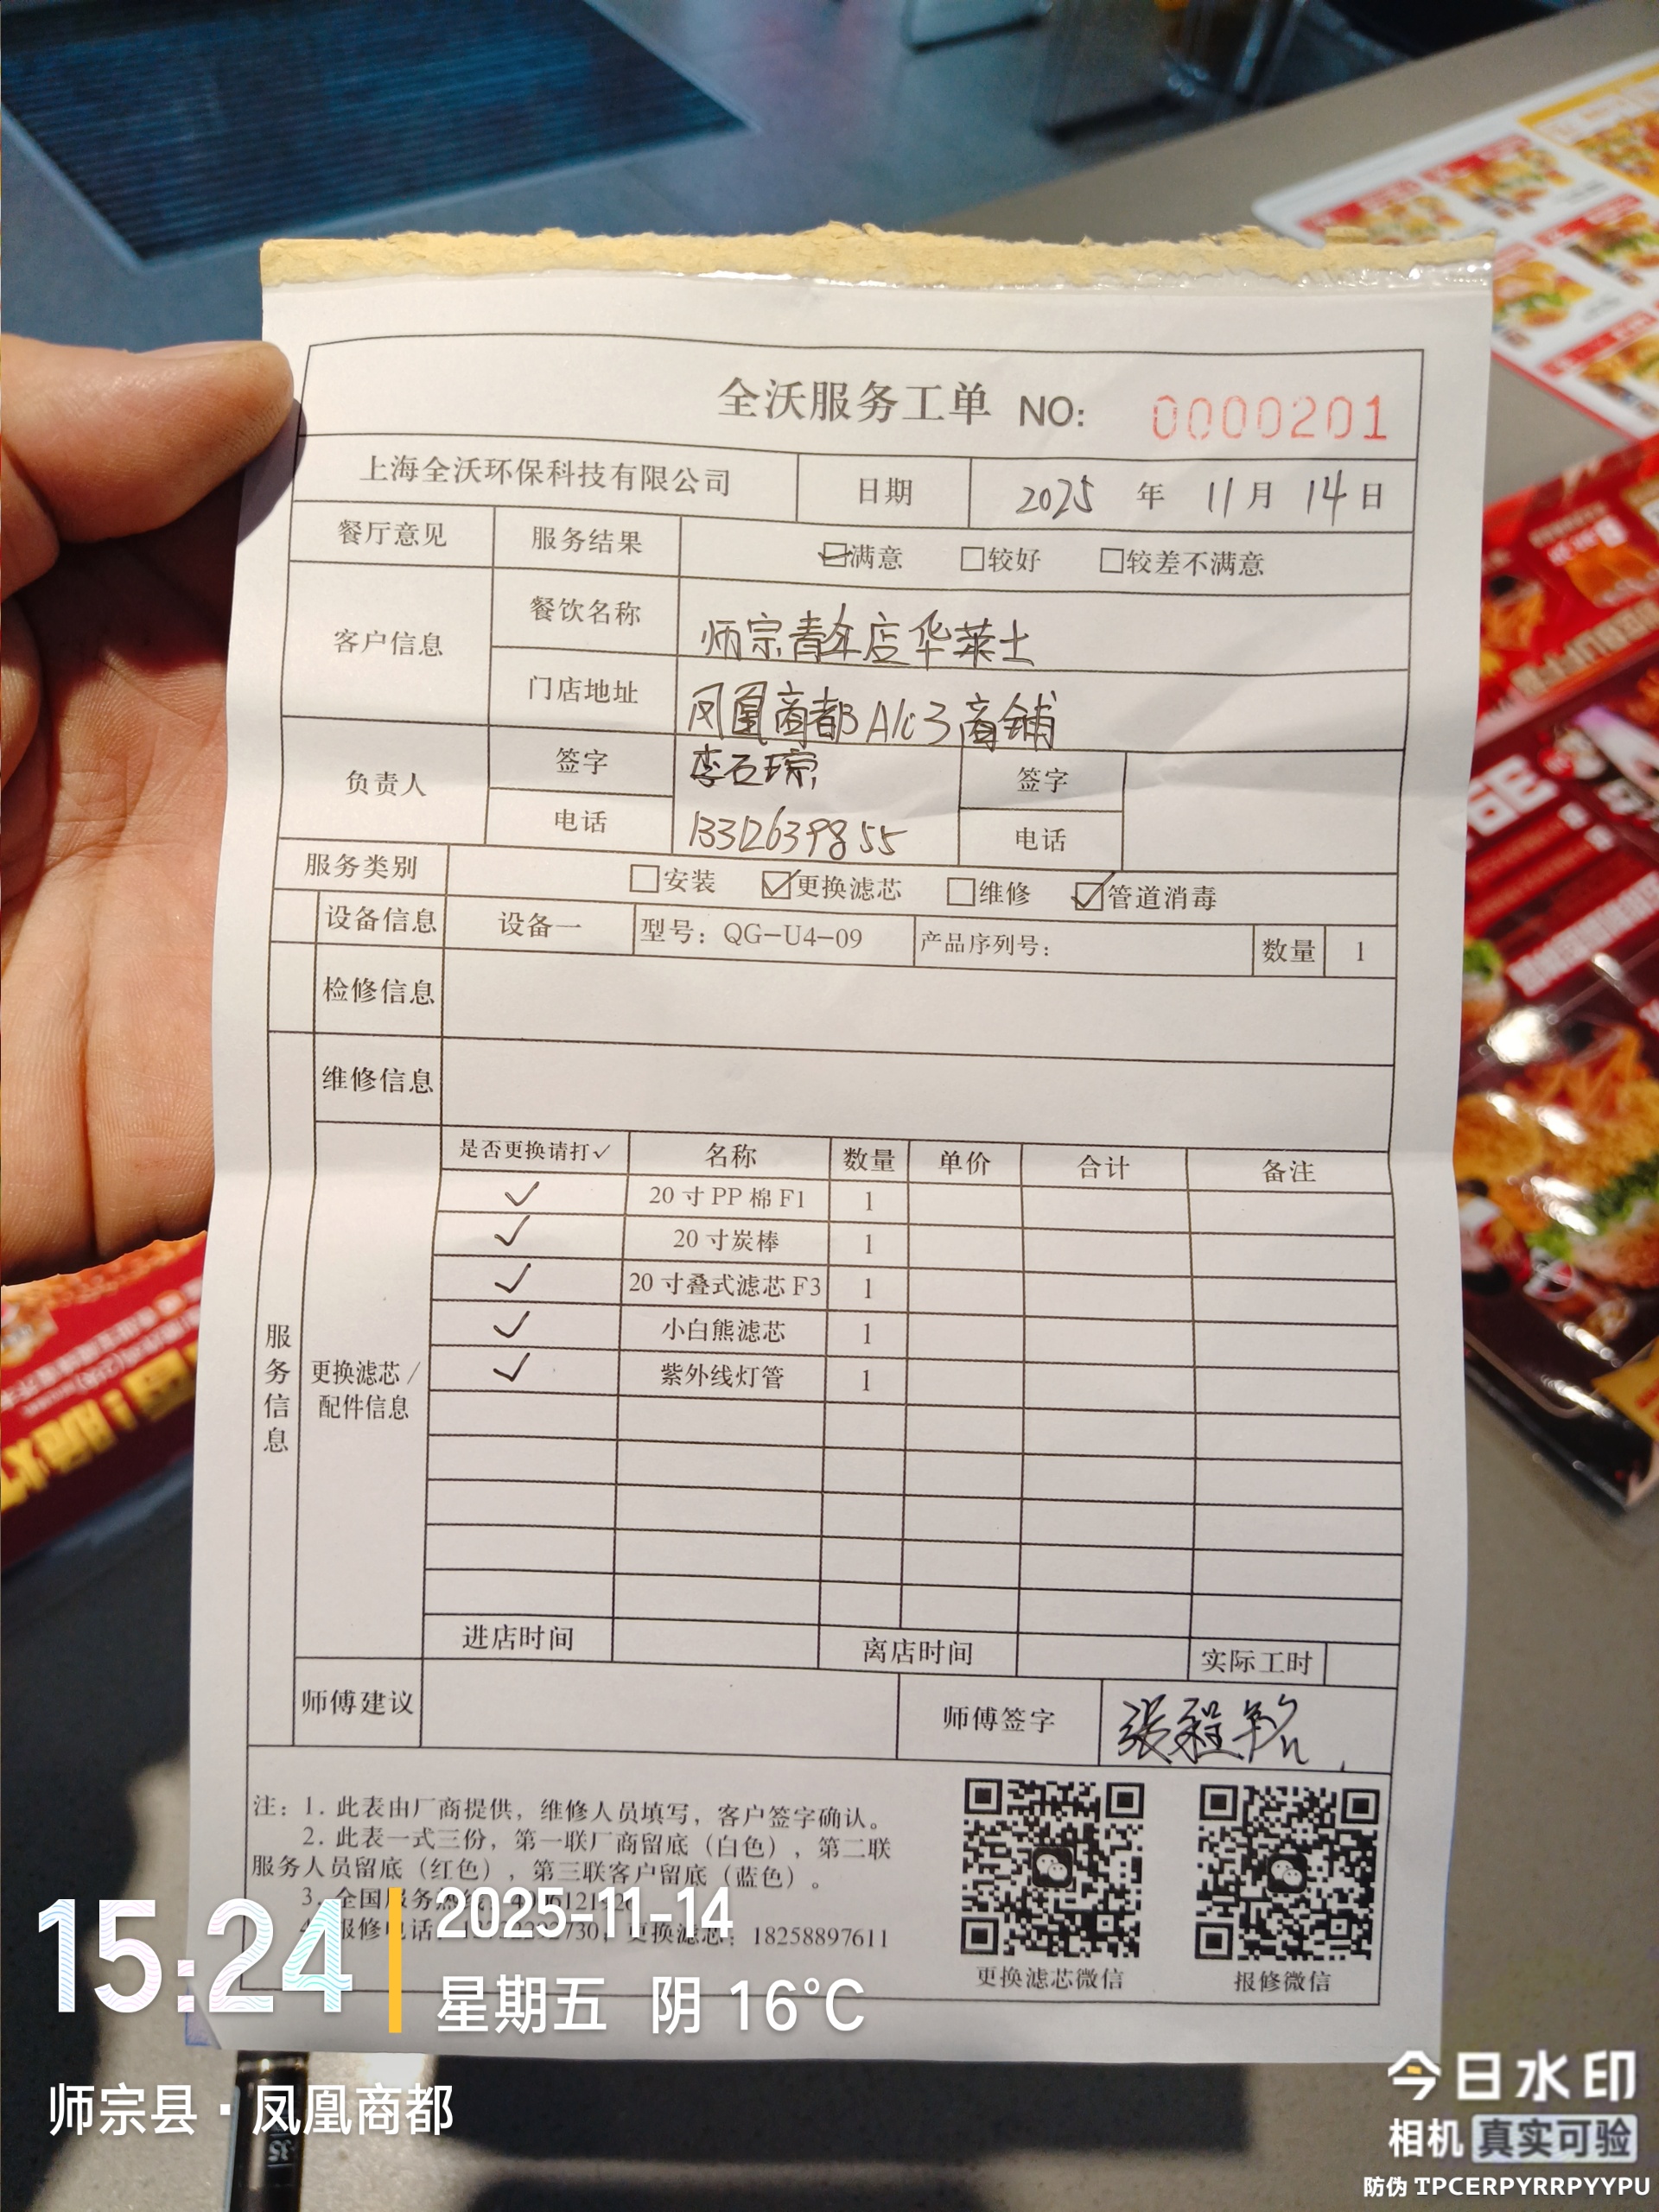 全沃服务工单 NO: 0000201
上海全沃环保科技有限公司 日期 2025 年 11 月 14 日
餐厅意见 服务结果 ☑满意 □较好 □较差不满意
客户信息 餐饮名称 师宗青年店华莱士
门店地址 凤凰商都 商铺
负责人 签字 签字
电话 13312639855 电话
服务类别 □安装 ☑更换滤芯 □维修 ☑管道消毒
设备信息 设备一 型号：QG-U4-09 产品序列号： 数量 1
检修信息
维修信息
服务信息
更换滤芯/配件信息
是否更换请打✓ 名称 数量 单价 合计 备注
✓ 20寸PP棉F1 1
✓ 20寸炭棒 1
✓ 20寸叠式滤芯F3 1
✓ 小白熊滤芯 1
✓ 紫外线灯管 1
进店时间 离店时间 实际工时
师傅建议 师傅签字
注：1. 此表由厂商提供，维修人员填写，客户签字确认。
2. 此表一式三份，第一联厂商留底（白色），第二联
服务人员留底（红色），第三联客户留底（蓝色）。
3. 全国服务热线
报修电话 730，更换滤芯：18258897611
更换滤芯微信 报修微信
15:24
2025-11-14
星期五 阴 16°C
师宗县·凤凰商都
今日水印
相机 真实可验
防伪 TPCERPYRRPYYPU
35